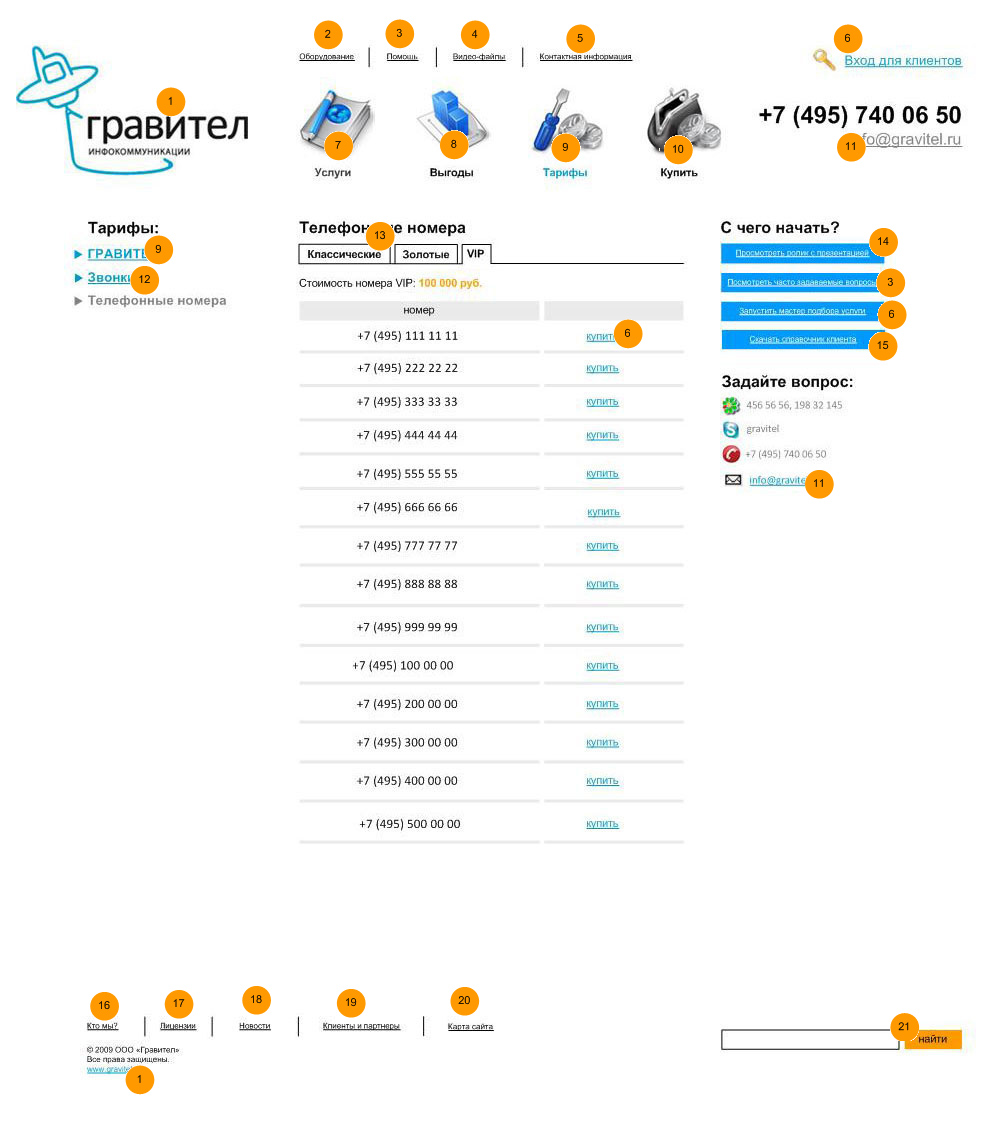 2
3
4
5
6
Оборудование
Помощь
Видео-файлы
Контактная информация
Вход для клиентов
1
гравител
ИНФОКОММУНИКАЦИИ
7
8
9
10
Услуги
Выгоды
Тарифы
Купить
+7 (495) 740 06 50
11
fo@gravitel.ru
Тарифы:
ГРАВИТЕ
9
Звонк
12
Телефонные номера
Телефон е номера
13
Классические
Золотые
VIP
Стоимость номера VIP: 100 000 руб.
номер
+7 (495) 111 11 11
купить
6
+7 (495) 222 22 22
купить
+7 (495) 333 33 33
купить
+7 (495) 444 44 44
купить
+7 (495) 555 55 55
купить
+7 (495) 666 66 66
купить
+7 (495) 777 77 77
купить
+7 (495) 888 88 88
купить
+7 (495) 999 99 99
купить
+7 (495) 100 00 00
купить
+7 (495) 200 00 00
купить
+7 (495) 300 00 00
купить
+7 (495) 400 00 00
купить
+7 (495) 500 00 00
купить
С чего начать?
14
Просмотреть ролик с презентацией
Посмотреть часто задаваемые вопросы
3
Запустить мастер подбора услуги
6
Скачать справочник клиента
15
Задайте вопрос:
456 56 56, 198 32 145
gravitel
+7 (495) 740 06 50
info@gravite
11
16
17
18
19
20
Кто мы?
Лицензии
Новости
Клиенты и партнеры
Карта сайта
21
найти
© 2009 ООО «Гравител»
Все права защищены.
www.gravitel
1